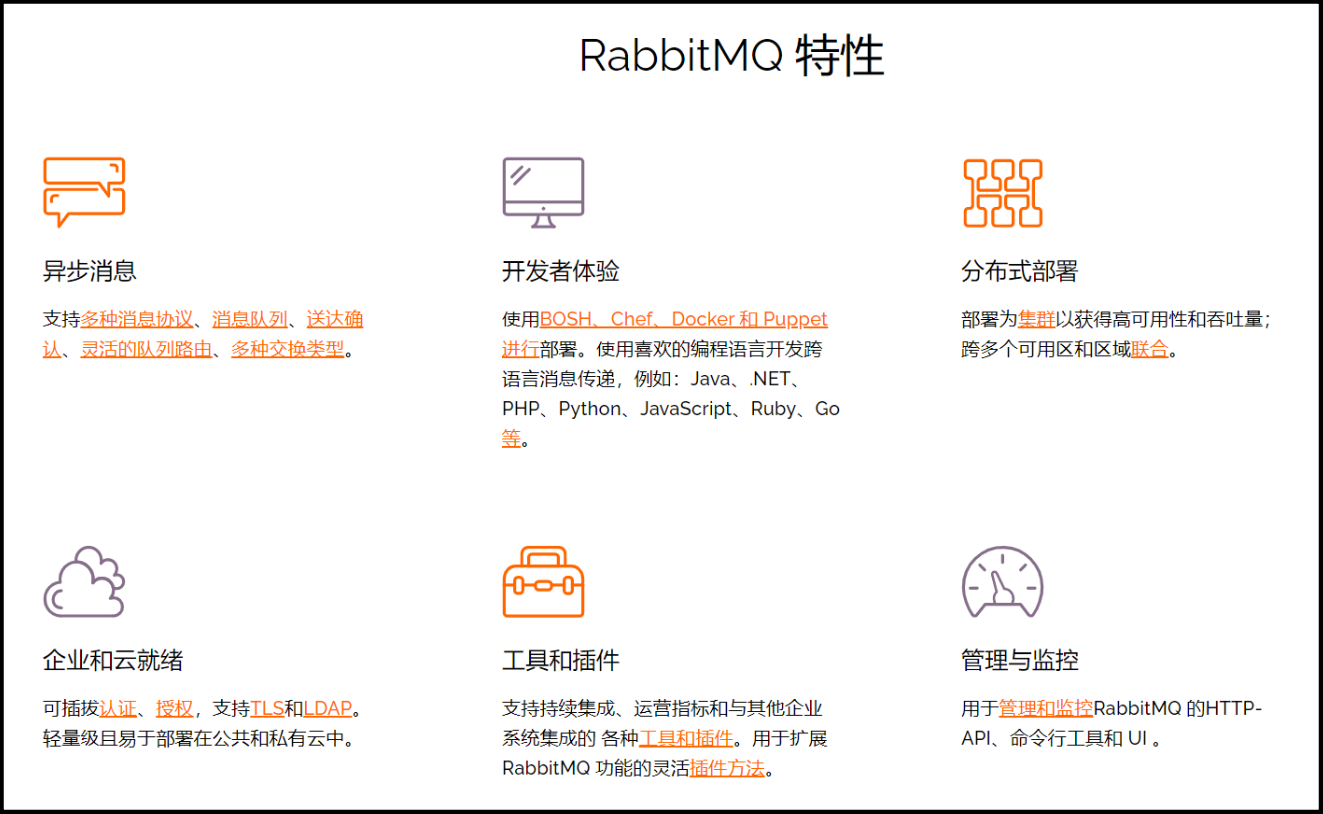 RabbitMQ 特性
异步消息
支持多种消息协议、消息队列、送达确
认、灵活的队列路由、多种交换类型。
开发者体验
使用BOSH、Chef、Docker 和 Puppet
进行部署。使用喜欢的编程语言开发跨
语言消息传递，例如：Java、.NET、
PHP、Python、JavaScript、Ruby、Go
等。
分布式部署
部署为集群以获得高可用性和吞吐量；
跨多个可用区和区域联合。
企业和云就绪
可插拔认证、授权，支持TLS和LDAP。
轻量级且易于部署在公共和私有云中。
工具和插件
支持持续集成、运营指标和与其他企业
系统集成的 各种工具和插件。用于扩展
RabbitMQ 功能的灵活插件方法。
管理与监控
用于管理和监控RabbitMQ 的HTTP-
API、命令行工具和 UI 。